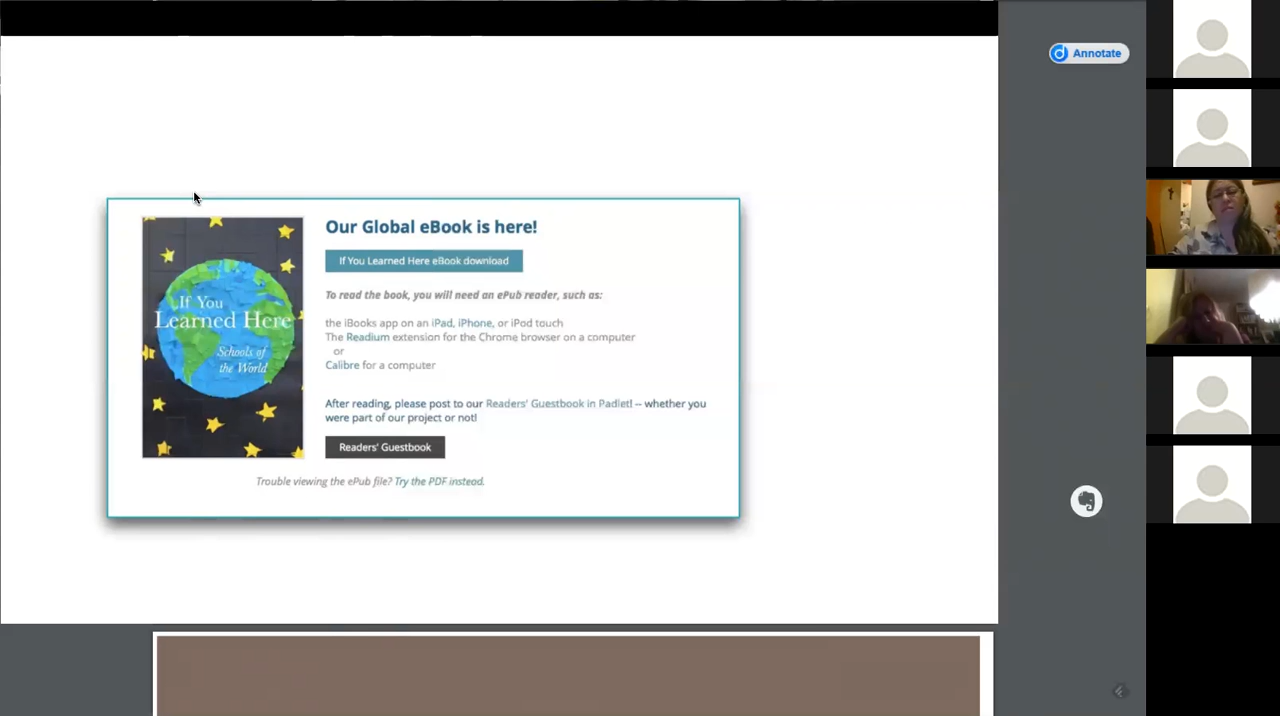 Annotate
Our Global eBook is here!
If You Learned Here eBook download
To read the book, you will need an ePub reader, such as:
the iBooks app on an iPad, iPhone, or iPod touch
The Readium extension for the Chrome browser on a computer
or
Calibre for a computer
After reading, please post to our Readers' Guestbook in Padlet! -- whether you
were part of our project or not!
Readers' Guestbook
Trouble viewing the ePub file? Try the PDF instead.
If You
Learned Here
Schools of
the World